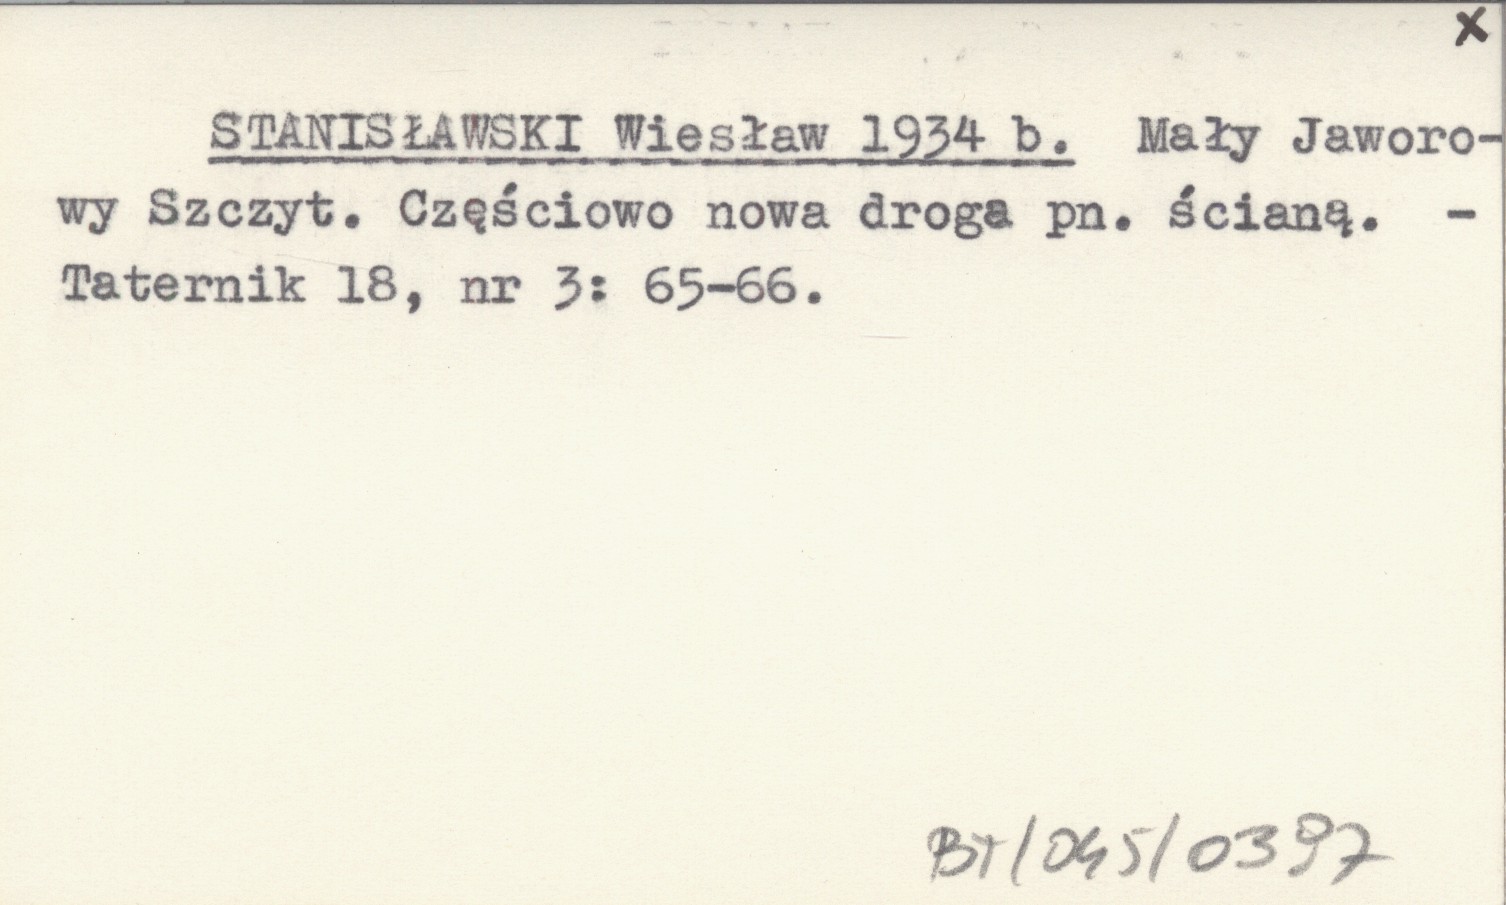 x
STANISŁAWSKI Wiesław 1934 b. Mały Jaworo-
wy Szczyt. Częściowo nowa droga pn. ścianą. -
Taternik 18, nr 3: 65-66.
BT/045/0397